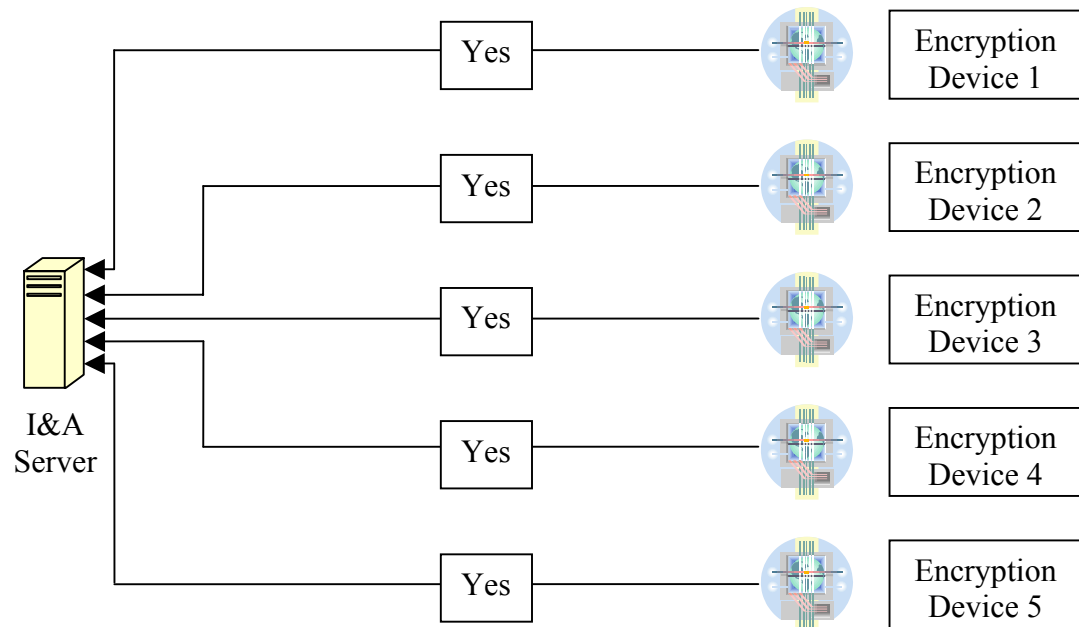 Yes
Encryption
Device 1
Yes
Encryption
Device 2
Yes
Encryption
Device 3
I&A
Server
Yes
Encryption
Device 4
Yes
Encryption
Device 5